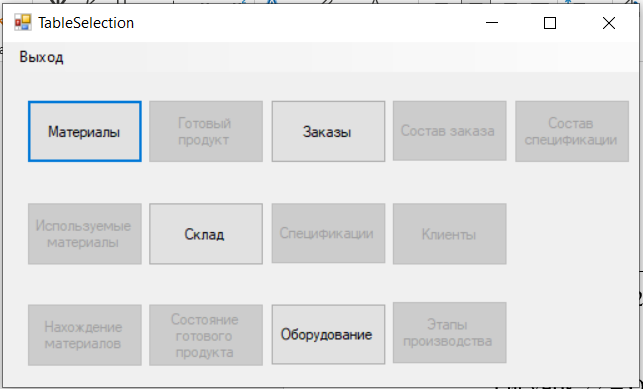 TableSelection
Выход
Материалы
Готовый
продукт
Заказы
Состав заказа
Состав
спецификации
Используемые
материалы
Склад
Спецификации
Клиенты
Нахождение
материалов
Состояние
готового
продукта
Оборудование
Этапы
производства